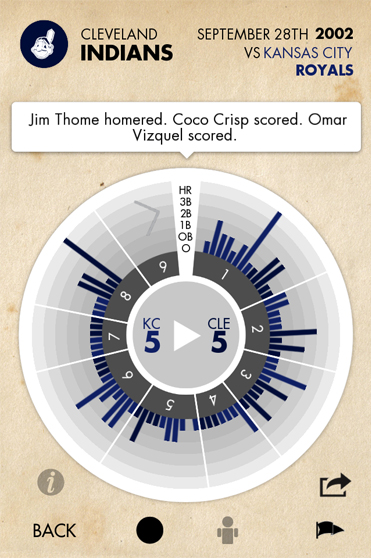 CLEVELAND
INDIANS
SEPTEMBER 28TH 2002
VS KANSAS CITY
ROYALS
Jim Thome homered. Coco Crisp scored. Omar
Vizquel scored.
HR
3B
2B
1B
OB
O
1
2
3
4
5
6
7
8
9
KC
5
CLE
5
i
BACK